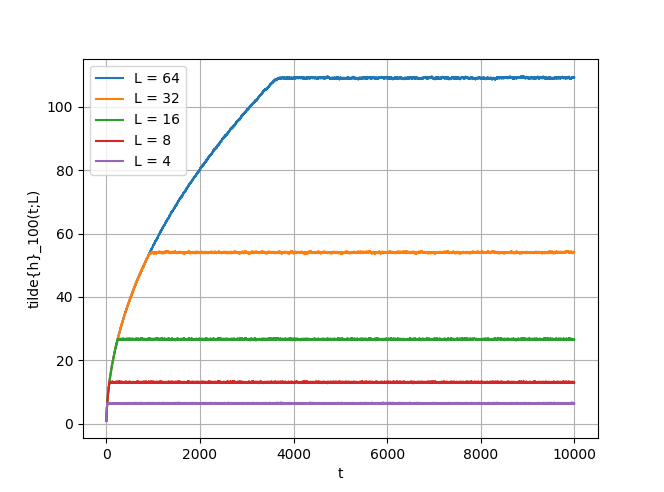 L = 64
L = 32
L = 16
L = 8
L = 4
100
80
60
40
20
0
tilde{h}_100(t;L)
0 2000 4000 6000 8000 10000
t